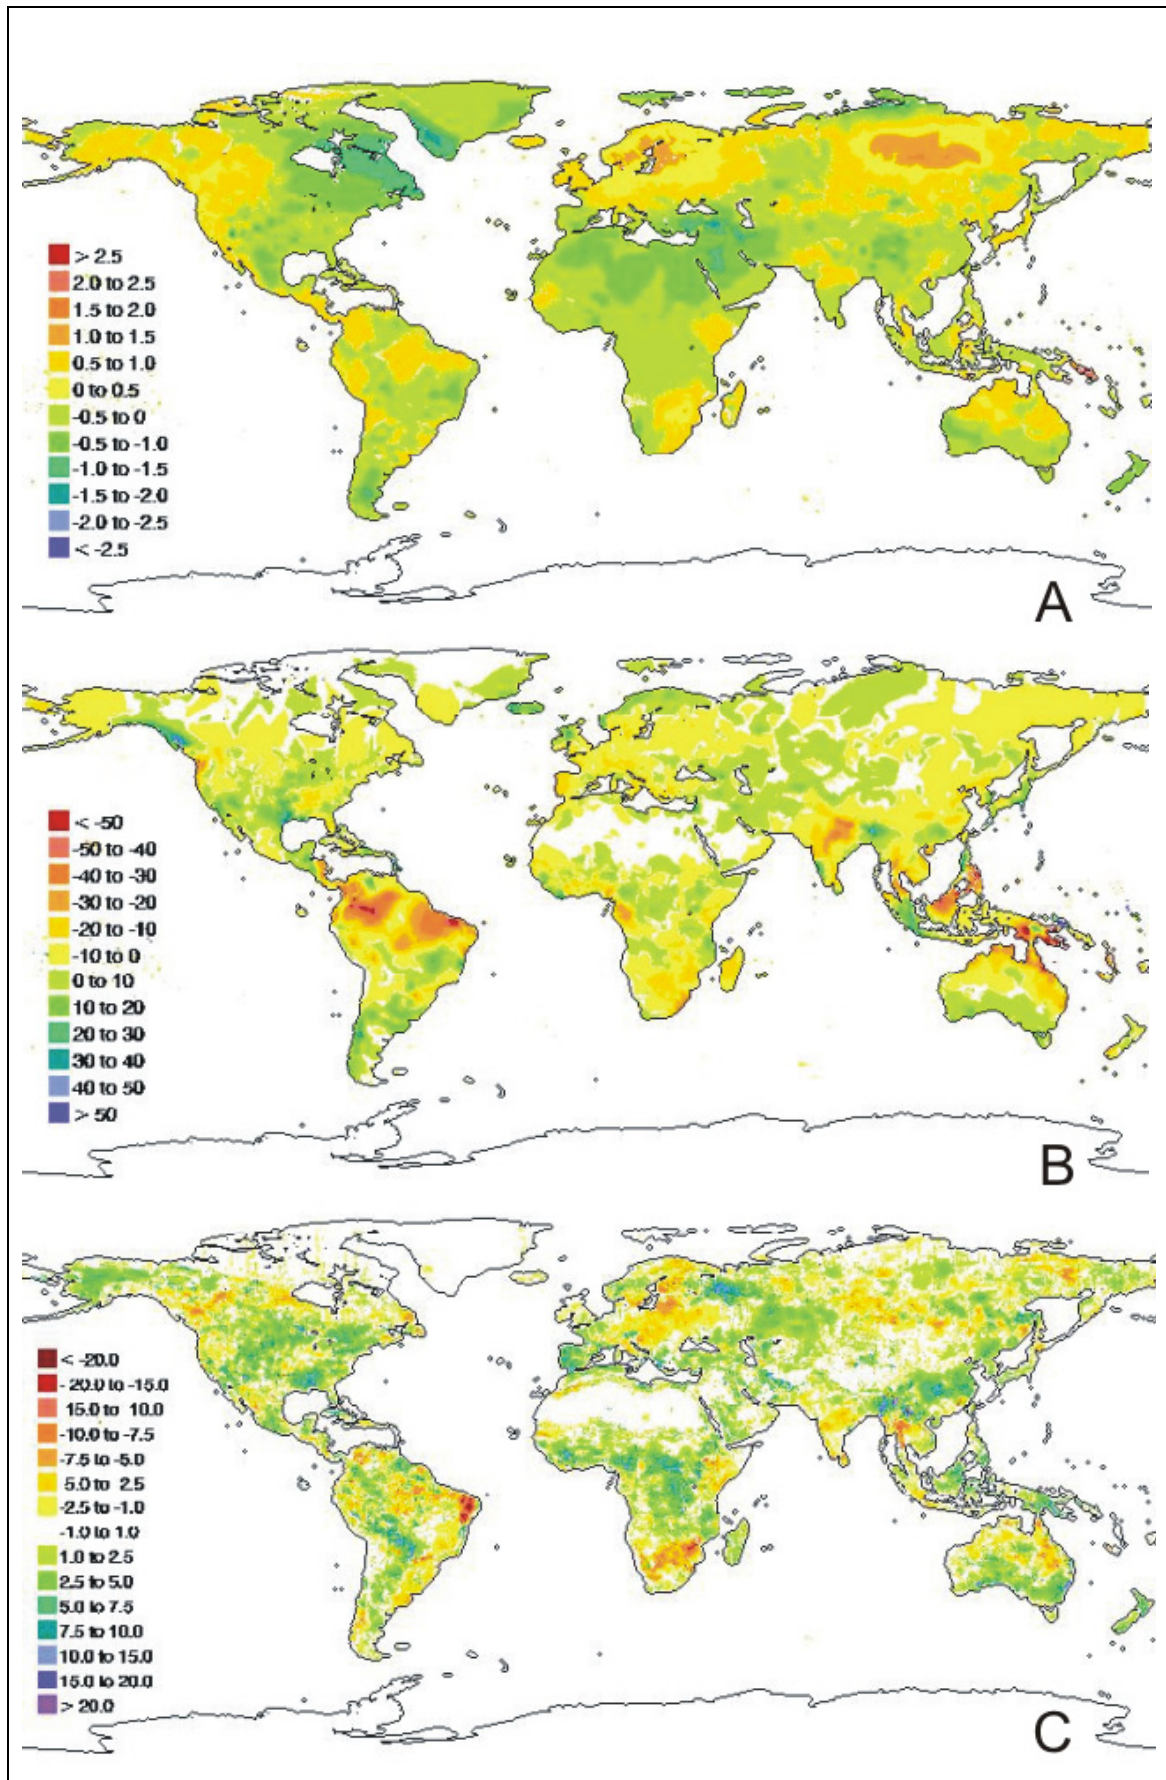 > 2.5
2.0 to 2.5
1.5 to 2.0
1.0 to 1.5
0.5 to 1.0
0 to 0.5
-0.5 to 0
-0.5 to -1.0
-1.0 to -1.5
-1.5 to -2.0
-2.0 to -2.5
< -2.5
A
< -50
-50 to -40
-40 to -30
-30 to -20
-20 to -10
-10 to 0
0 to 10
10 to 20
20 to 30
30 to 40
40 to 50
> 50
B
< -20.0
-20.0 to -15.0
15.0 to 10.0
-10.0 to -7.5
-7.5 to -5.0
5.0 to 2.5
-2.5 to -1.0
-1.0 to 1.0
1.0 to 2.5
2.5 to 5.0
5.0 to 7.5
7.5 to 10.0
10.0 to 15.0
15.0 to 20.0
> 20.0
C